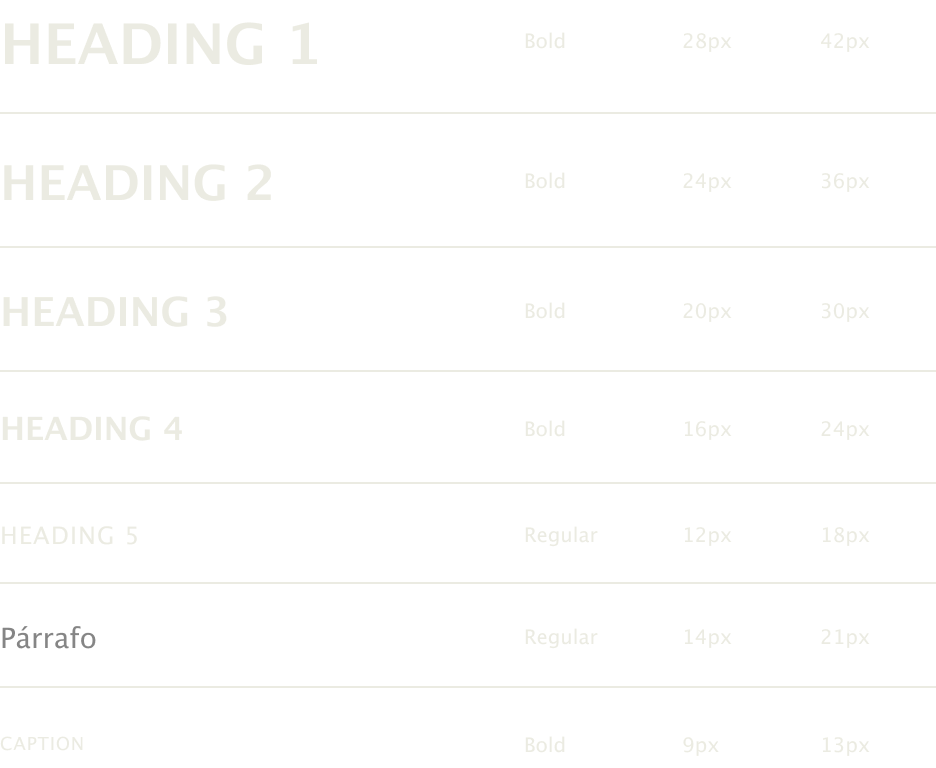 HEADING 1 Bold 28px 42px
HEADING 2 Bold 24px 36px
HEADING 3 Bold 20px 30px
HEADING 4 Bold 16px 24px
HEADING 5 Regular 12px 18px
Párrafo Regular 14px 21px
CAPTION Bold 9px 13px